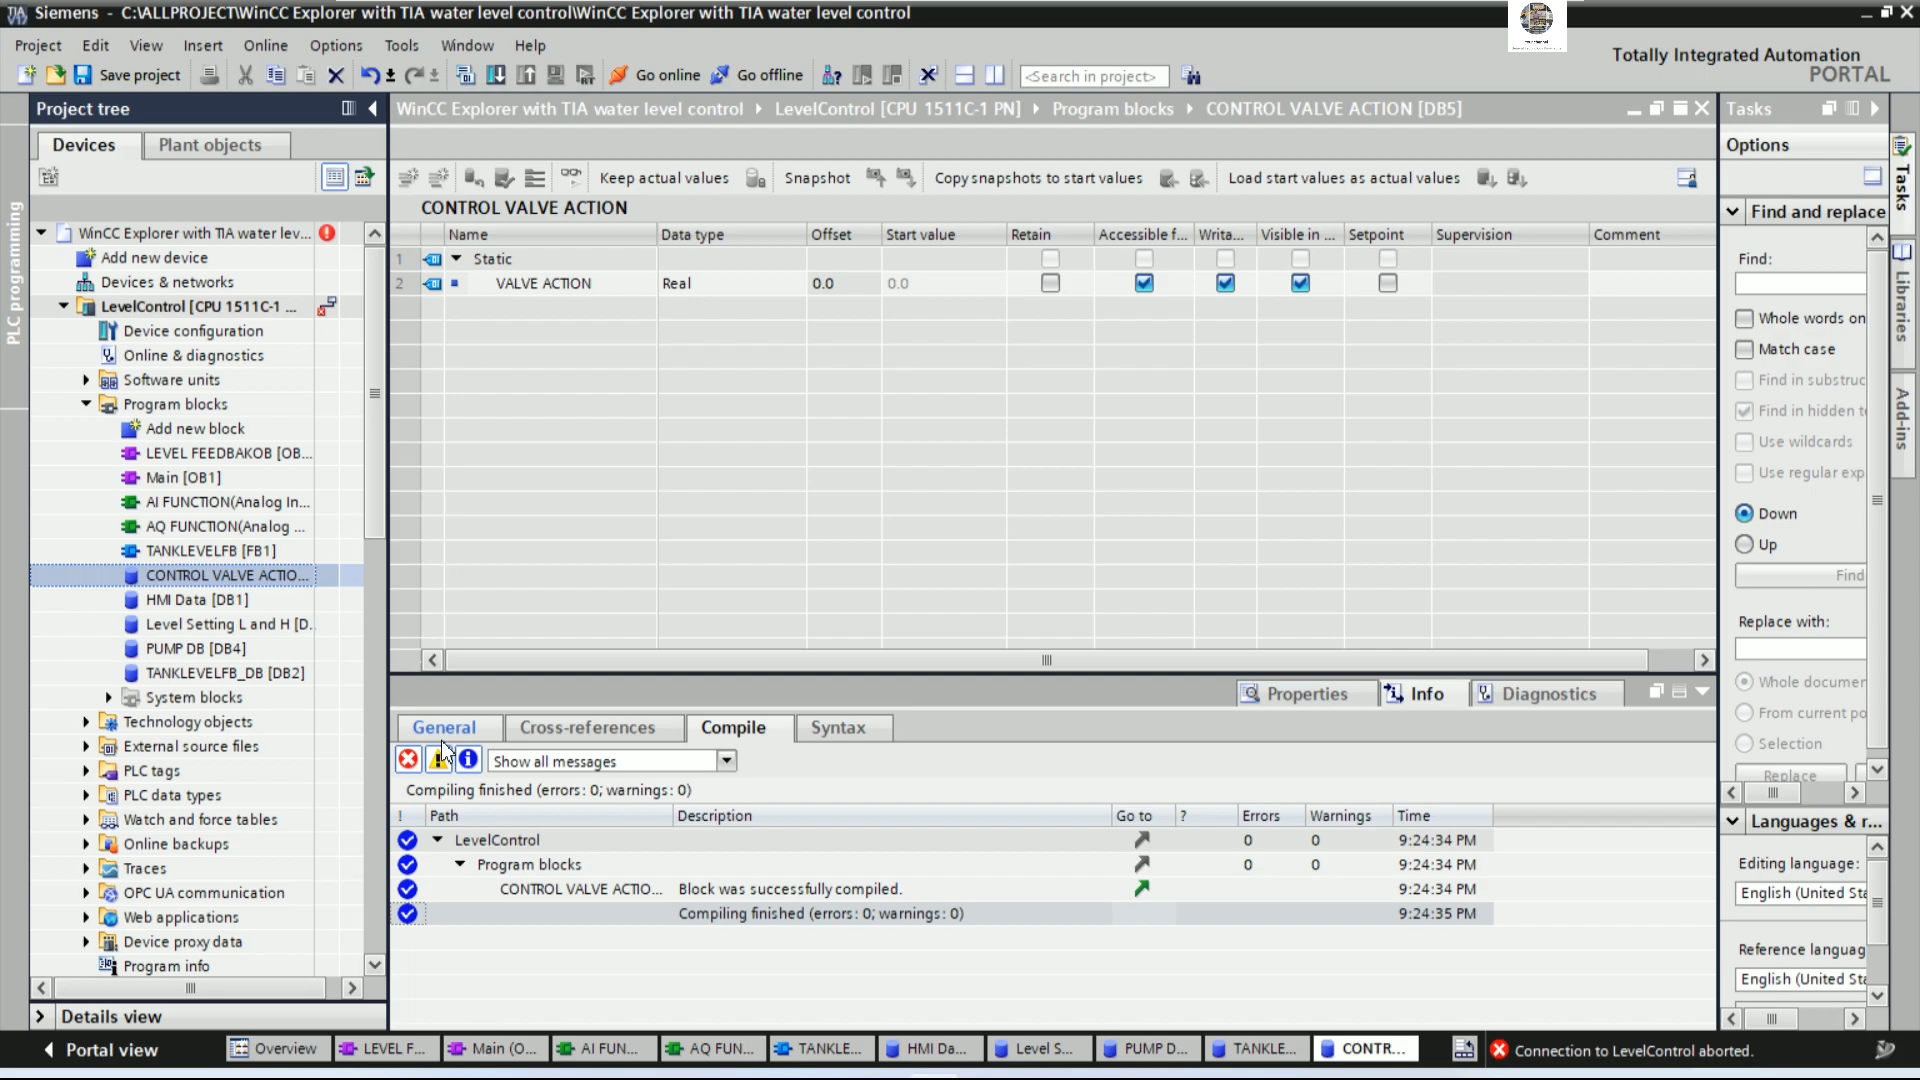 Siemens - C:\ALLPROJECT\WinCC Explorer with TIA water level control\WinCC Explorer with TIA water level control
Project Edit View Insert Online Options Tools Window Help
Totally Integrated Automation
PORTAL
Save project Go online Go offline <Search in project>
Project tree
WinCC Explorer with TIA water level control LevelControl [CPU 1511C-1 PN] Program blocks CONTROL VALVE ACTION [DB5]
Tasks
Devices Plant objects
Options
Keep actual values Snapshot Copy snapshots to start values Load start values as actual values
CONTROL VALVE ACTION
Name Data type Offset Start value Retain Accessible f... Writa... Visible in ... Setpoint Supervision Comment
1 Static
2 VALVE ACTION Real 0.0 0.0
PLC programming
WinCC Explorer with TIA water lev...
Add new device
Devices & networks
LevelControl [CPU 1511C-1 ...
Device configuration
Online & diagnostics
Software units
Program blocks
Add new block
LEVEL FEEDBAKOB [OB...
Main [OB1]
AI FUNCTION(Analog In...
AQ FUNCTION(Analog ...
TANKLEVELFB [FB1]
CONTROL VALVE ACTIO...
HMI Data [DB1]
Level Setting L and H [D...
PUMP DB [DB4]
TANKLEVELFB_DB [DB2]
System blocks
Technology objects
External source files
PLC tags
PLC data types
Watch and force tables
Online backups
Traces
OPC UA communication
Web applications
Device proxy data
Program info
Details view
Properties Info Diagnostics
General Cross-references Compile Syntax
Show all messages
Compiling finished (errors: 0; warnings: 0)
! Path Description Go to ? Errors Warnings Time
LevelControl 0 0 9:24:34 PM
Program blocks 0 0 9:24:34 PM
CONTROL VALVE ACTIO... Block was successfully compiled. 9:24:34 PM
Compiling finished (errors: 0; warnings: 0) 9:24:35 PM
Find and replace
Find:
Whole words on
Match case
Find in substruc
Find in hidden t
Use wildcards
Use regular exp
Down
Up
Find
Replace with:
Whole documer
From current po
Selection
Replace
Languages & r...
Editing language:
English (United Sta
Reference languag
English (United Sta
Tasks
Libraries
Add-ins
Portal view Overview LEVEL F... Main (O... AI FUN... AQ FUN... TANKLE... HMI Da... Level S... PUMP D... TANKLE... CONTR... Connection to LevelControl aborted.